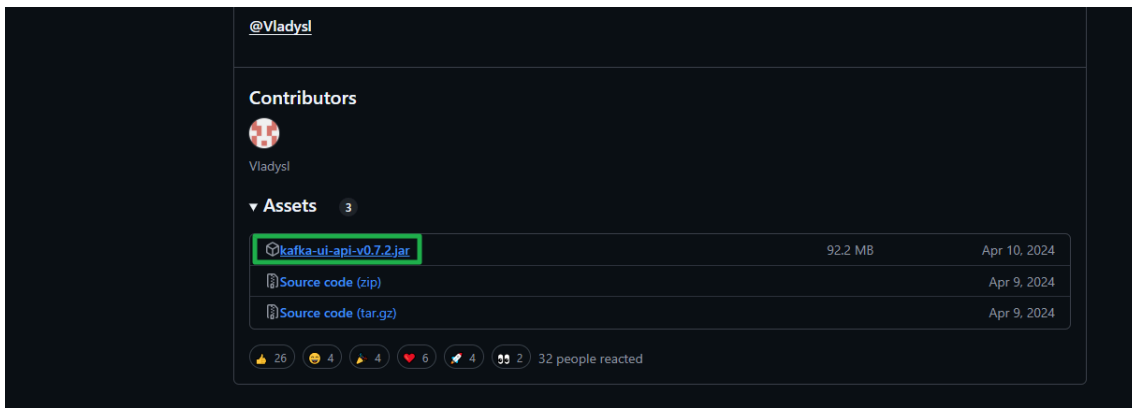 @Vladysl
Contributors
Vladysl
▾ Assets 3
kafka-ui-api-v0.7.2.jar 92.2 MB Apr 10, 2024
Source code (zip) Apr 9, 2024
Source code (tar.gz) Apr 9, 2024
👍 26 😄 4 🎉 4 ❤️ 6 🚀 4 👀 2 32 people reacted